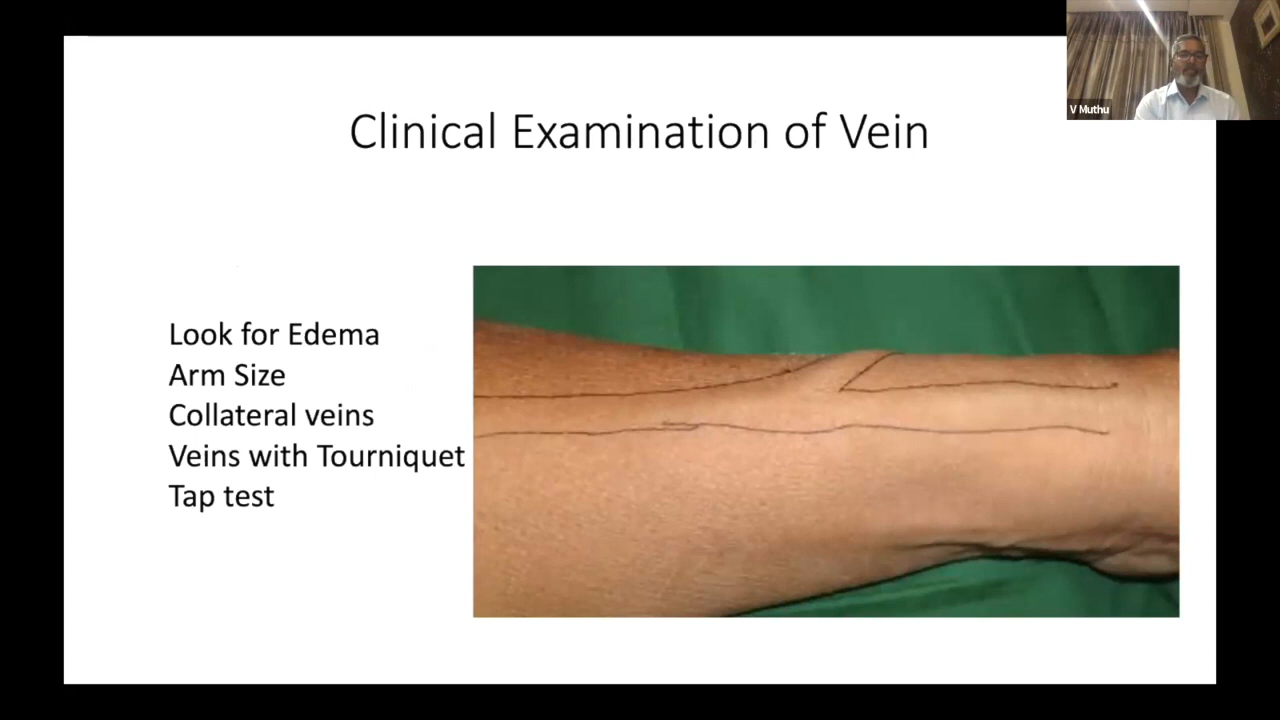 V Muthu
Clinical Examination of Vein
Look for Edema
Arm Size
Collateral veins
Veins with Tourniquet
Tap test